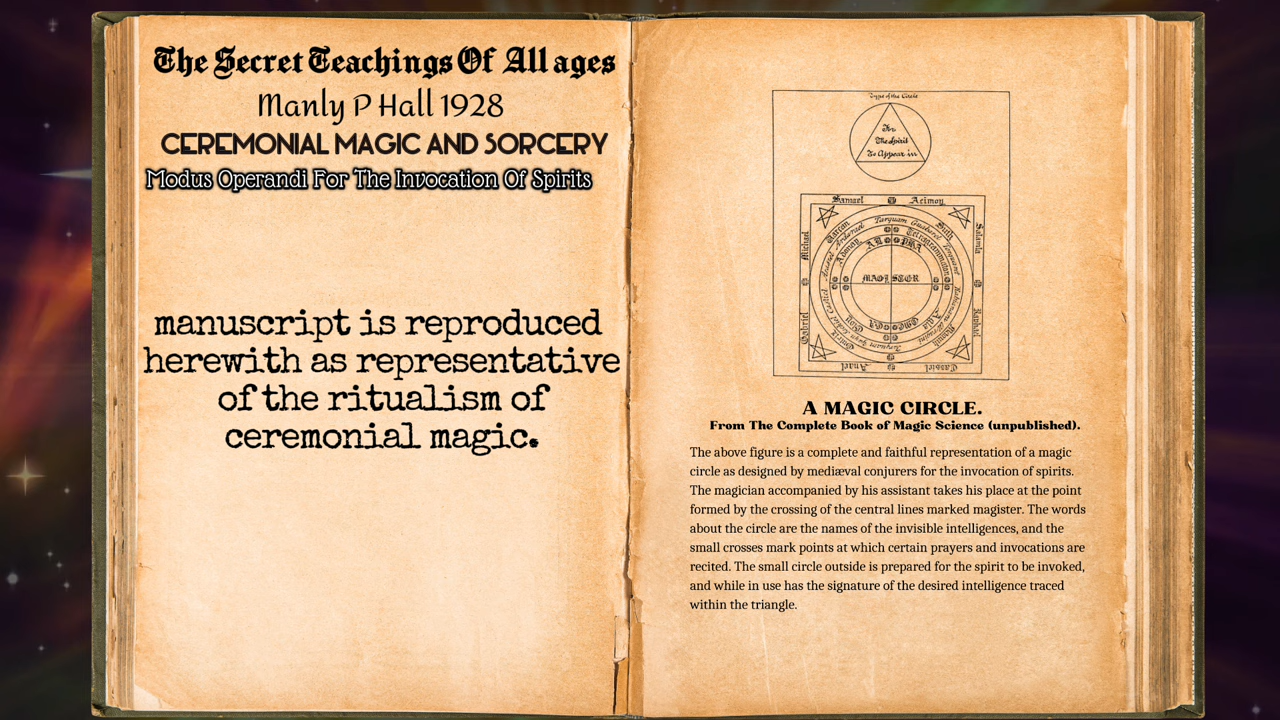 The Secret Teachings Of All ages
Manly P Hall 1928
CEREMONIAL MAGIC AND SORCERY
Modus Operandi For The Invocation Of Spirits
manuscript is reproduced
herewith as representative
of the ritualism of
ceremonial magic.
Type of the Circle
In
The Spirit
To Appear in
Samael Acimoy
Michael
Salamla
MAGISTER
Gabriel
Raphael
Anael Cassiel
A MAGIC CIRCLE.
From The Complete Book of Magic Science (unpublished).
The above figure is a complete and faithful representation of a magic
circle as designed by mediæval conjurers for the invocation of spirits.
The magician accompanied by his assistant takes his place at the point
formed by the crossing of the central lines marked magister. The words
about the circle are the names of the invisible intelligences, and the
small crosses mark points at which certain prayers and invocations are
recited. The small circle outside is prepared for the spirit to be invoked,
and while in use has the signature of the desired intelligence traced
within the triangle.